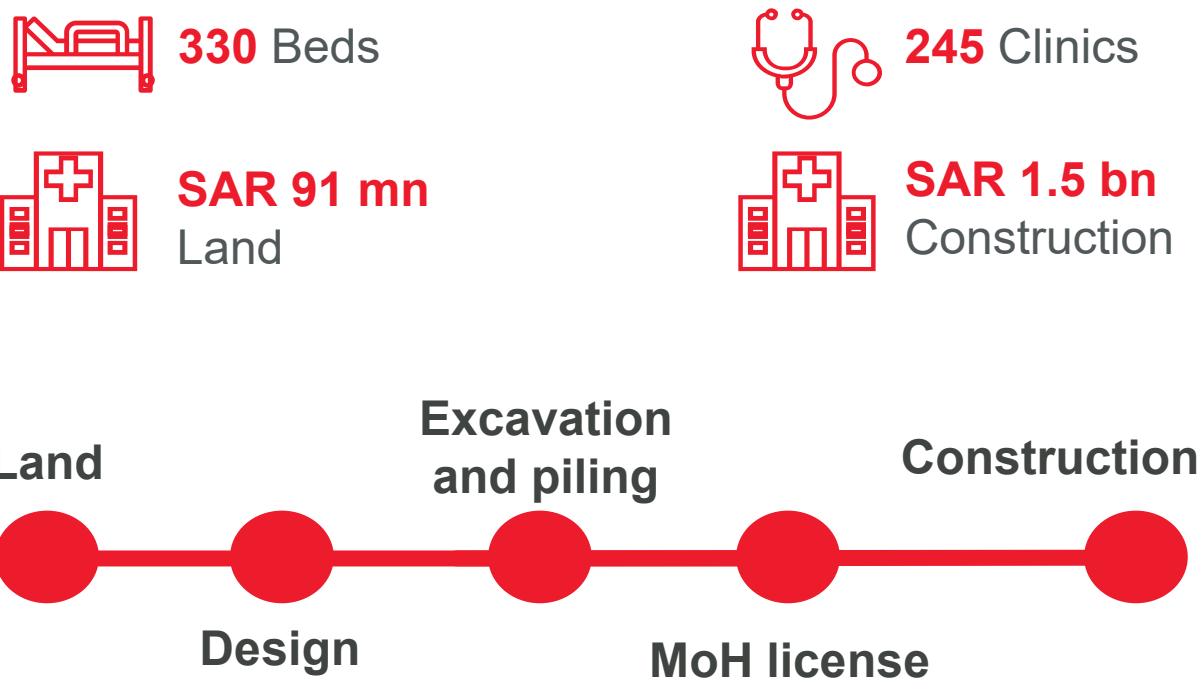 330 Beds
245 Clinics
SAR 91 mn
Land
SAR 1.5 bn
Construction
Land
Excavation
and piling
Construction
Design
MoH license